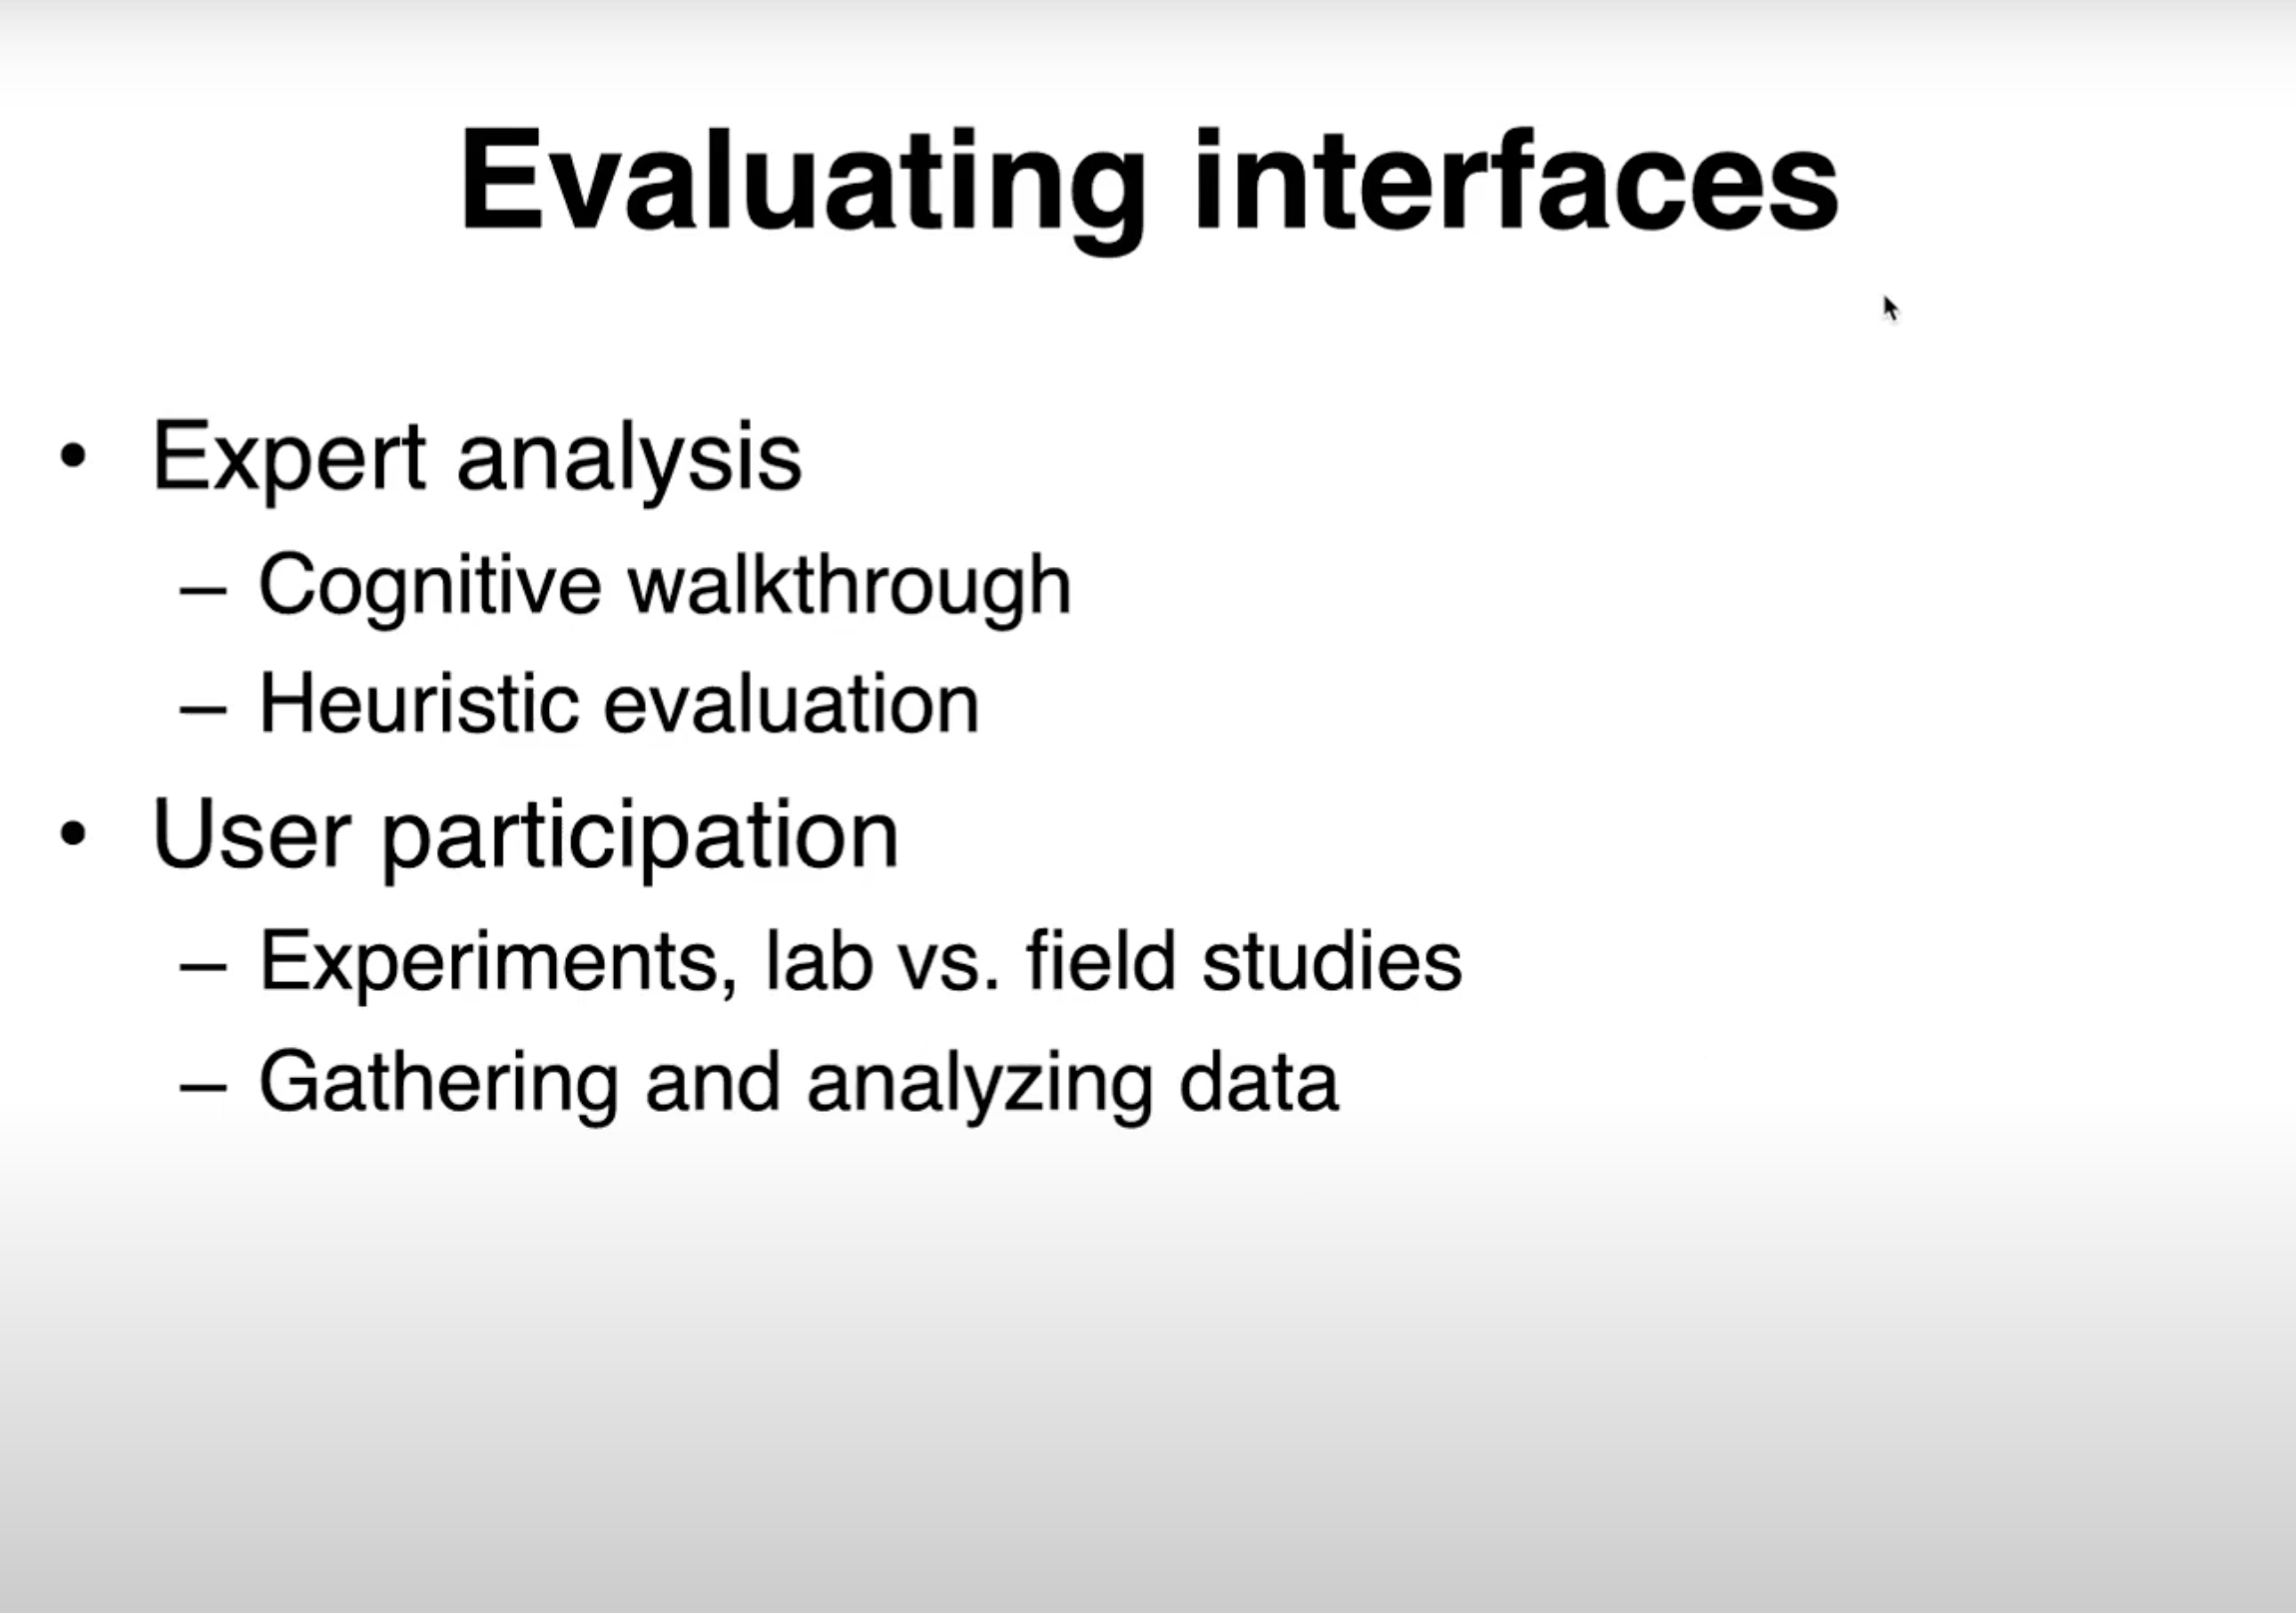 Evaluating interfaces
• Expert analysis
– Cognitive walkthrough
– Heuristic evaluation
• User participation
– Experiments, lab vs. field studies
– Gathering and analyzing data